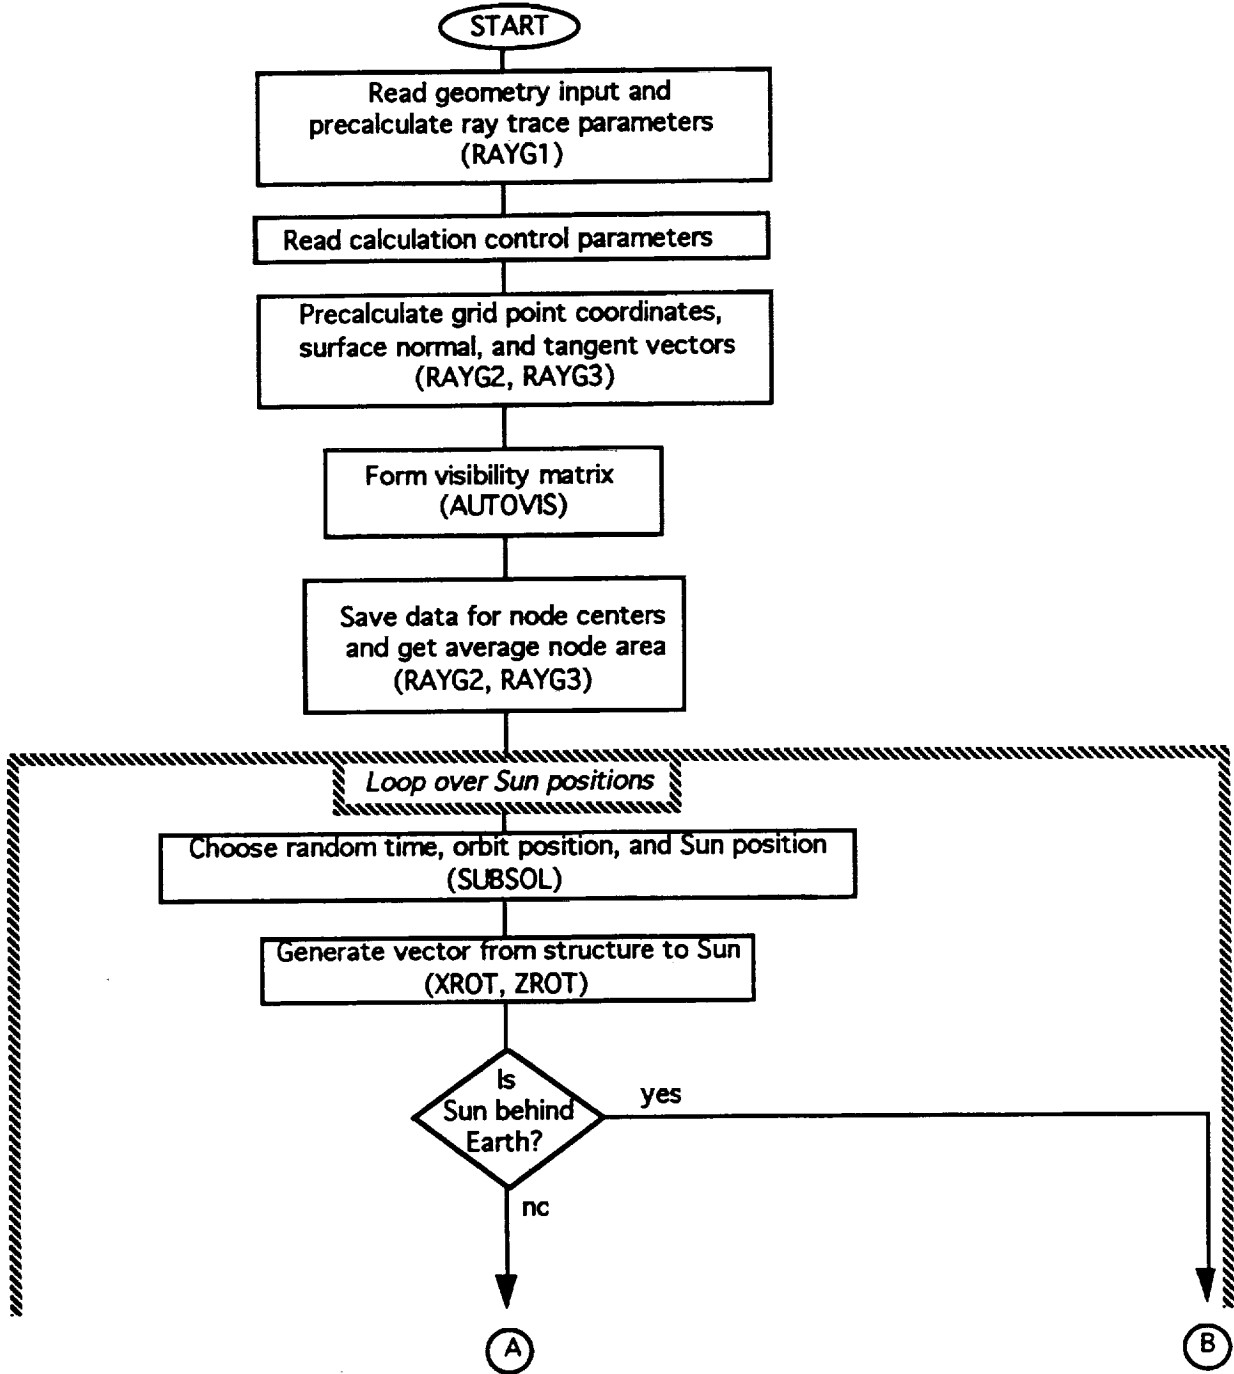 START
Read geometry input and
precalculate ray trace parameters
(RAYG1)
Read calculation control parameters
Precalculate grid point coordinates,
surface normal, and tangent vectors
(RAYG2, RAYG3)
Form visibility matrix
(AUTOVIS)
Save data for node centers
and get average node area
(RAYG2, RAYG3)
Loop over Sun positions
Choose random time, orbit position, and Sun position
(SUBSOL)
Generate vector from structure to Sun
(XROT, ZROT)
Is
Sun behind
Earth?
yes
nc
A
B